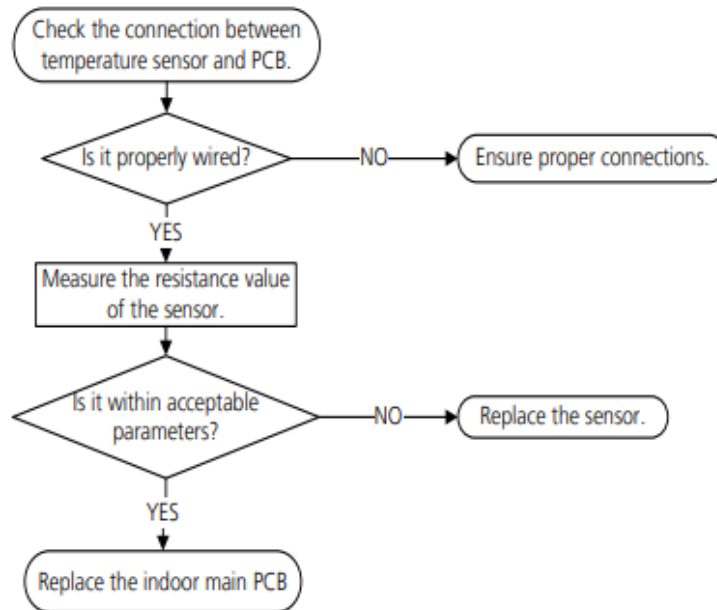 Check the connection between
temperature sensor and PCB.
Is it properly wired?
NO
Ensure proper connections.
YES
Measure the resistance value
of the sensor.
Is it within acceptable
parameters?
NO
Replace the sensor.
YES
Replace the indoor main PCB